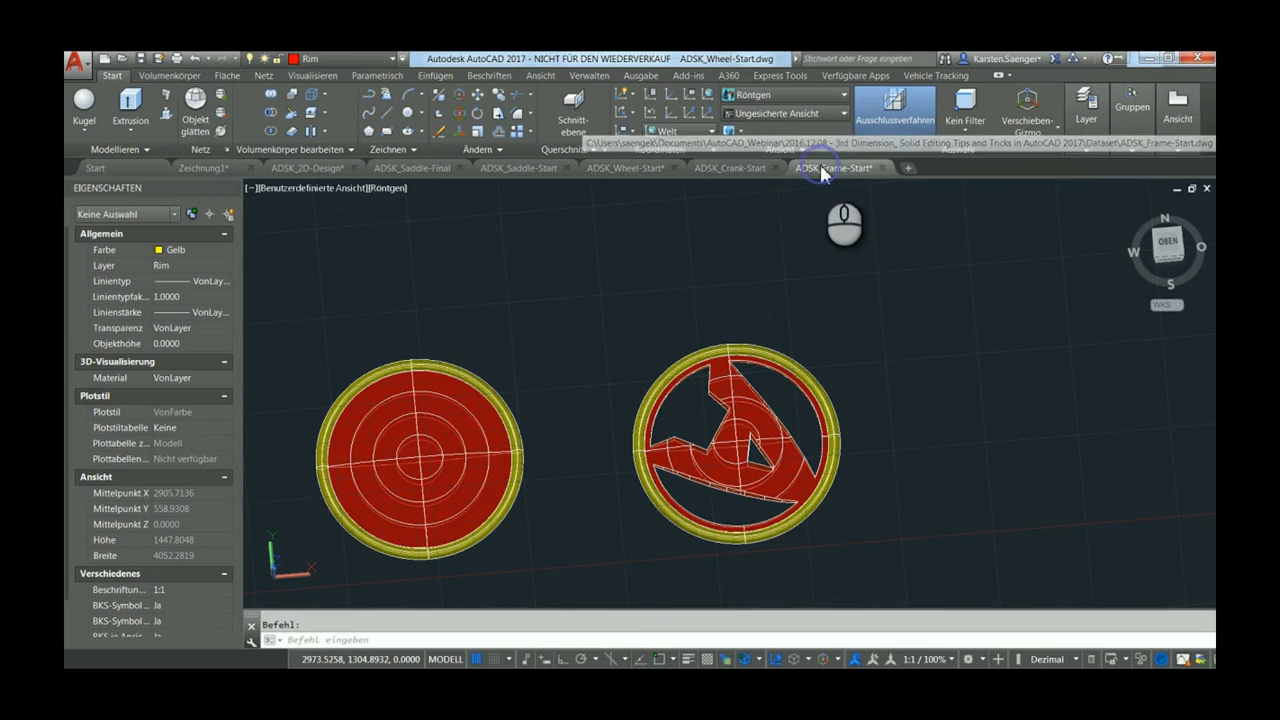 Rim
Autodesk AutoCAD 2017 - NICHT FÜR DEN WIEDERVERKAUF ADSK_Wheel-Start.dwg
Stichwort oder Frage eingeben
Karsten.Saenger...
Start Volumenkörper Fläche Netz Visualisieren Parametrisch Einfügen Beschriften Ansicht Verwalten Ausgabe Add-ins A360 Express Tools Verfügbare Apps Vehicle Tracking
Kugel
Extrusion
Objekt glätten
Schnitt-ebene
Röntgen
Ungesicherte Ansicht
Welt
Ausschlussverfahren
Kein Filter
Verschieben-Gizmo
Layer
Gruppen
Ansicht
Netz Zeichnen Ändern
C:\Users\saengek\Documents\AutoCAD_Webinar\2016.12.08 - 3rd Dimension_ Solid Editing Tips and Tricks in AutoCAD 2017\Dataset\ADSK_Frame-Start.dwg
Start Zeichnung1* ADSK_2D-Design* ADSK_Saddle-Final ADSK_Saddle-Start ADSK_Wheel-Start* ADSK_Crank-Start ADSK_Frame-Start*
EIGENSCHAFTEN
[−][Benutzerdefinierte Ansicht][Röntgen]
Keine Auswahl
Allgemein
Farbe Gelb
Layer Rim
Linientyp VonLay...
Linientypfak... 1.0000
Linienstärke VonLay...
Transparenz VonLayer
Objekthöhe 0.0000
3D-Visualisierung
Material VonLayer
Plotstil
Plotstil VonFarbe
Plotstiltabelle Keine
Plottabelle z... Modell
Plottabellen... Nicht verfügbar
Ansicht
Mittelpunkt X 2905.7136
Mittelpunkt Y 558.9308
Mittelpunkt Z 0.0000
Höhe 1447.8048
Breite 4052.2819
Verschiedenes
Beschriftun... 1:1
BKS-Symbol... Ja
BKS-Symbol... Ja
N
W OBEN O
S
WKS
Y
X
Befehl:
Befehl eingeben
2973.5258, 1304.8932, 0.0000 MODELL 1:1 / 100% Dezimal